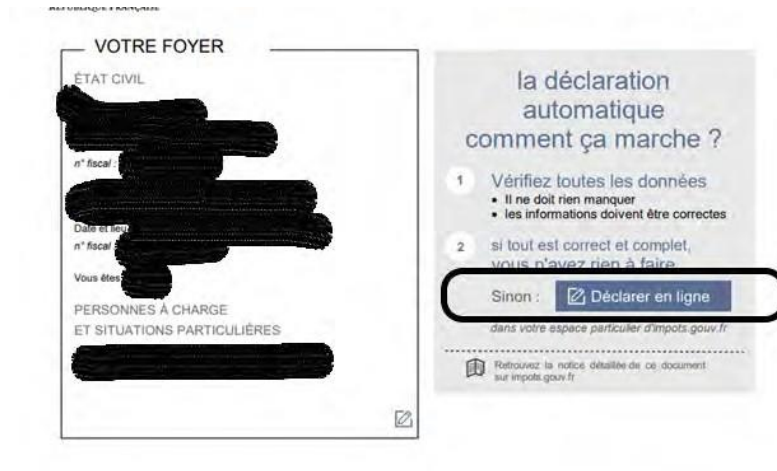 RÉPUBLIQUE FRANÇAISE
VOTRE FOYER
ÉTAT CIVIL
n° fiscal :
Date et lieu
n° fiscal
Vous êtes
PERSONNES À CHARGE
ET SITUATIONS PARTICULIÈRES
la déclaration
automatique
comment ça marche ?
1 Vérifiez toutes les données
• Il ne doit rien manquer
• les informations doivent être correctes
2 si tout est correct et complet,
vous n'avez rien à faire
Sinon : Déclarer en ligne
dans votre espace particulier d'impots.gouv.fr
Retrouvez la notice détaillée de ce document
sur impots.gouv.fr